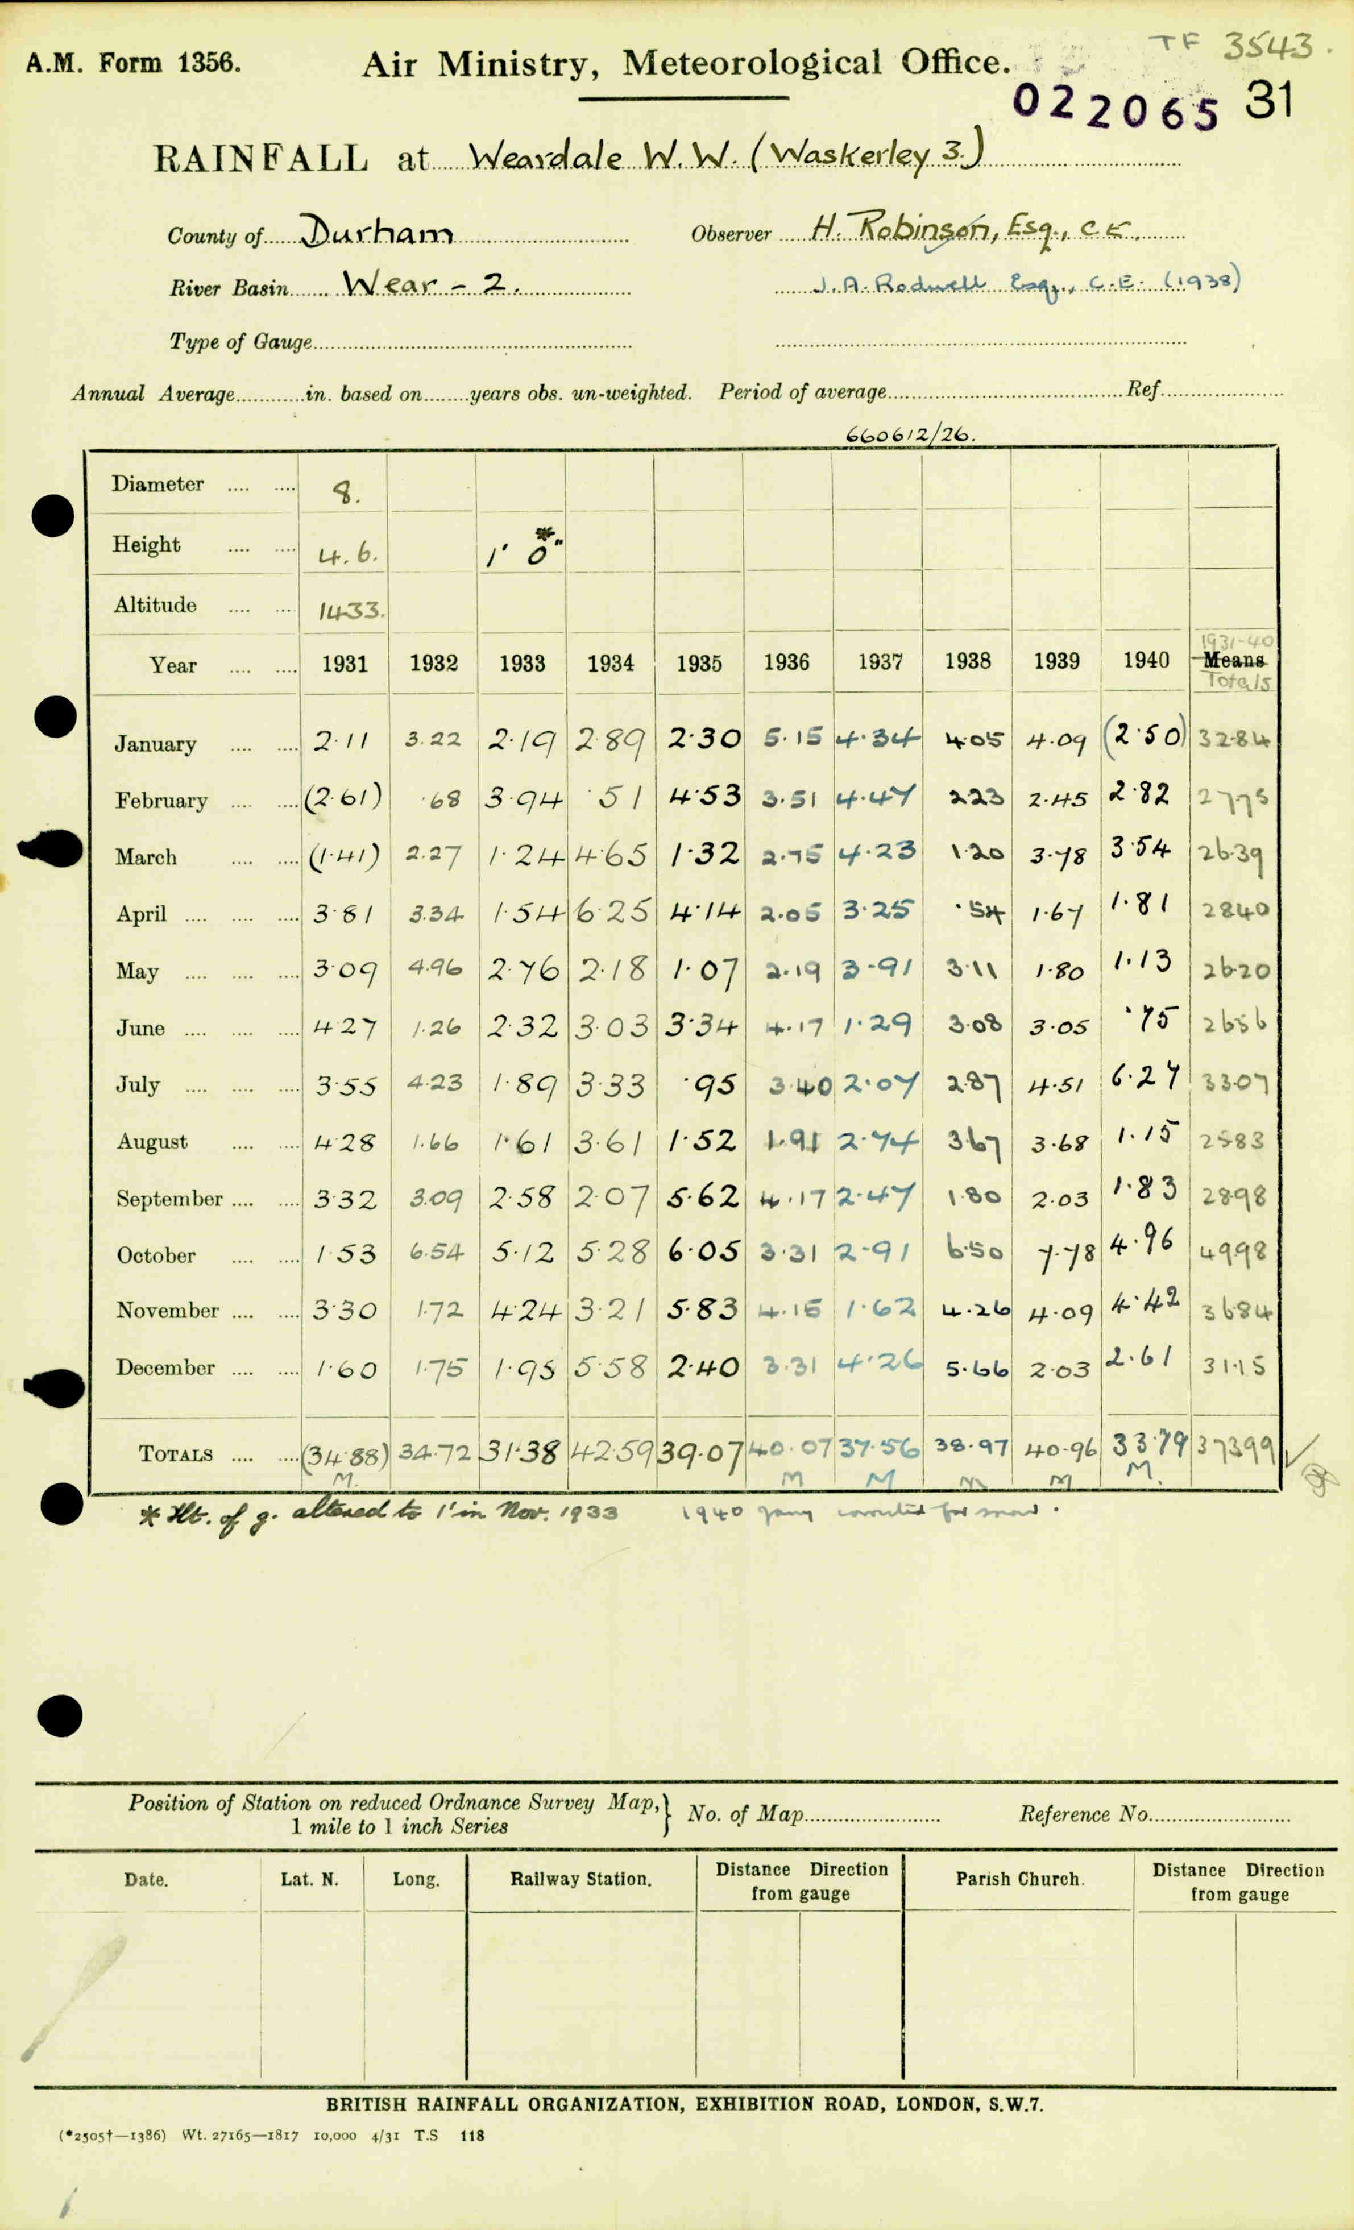 TF 3543.
A.M. Form 1356. Air Ministry, Meteorological Office.
022065 31
RAINFALL at Weardale W.W. (Waskerley 3.)
County of Durham Observer H. Robinson, Esq., C.E.
River Basin Wear - 2. J. A. Rodwell Esq., C.E. (1938)
Type of Gauge
Annual Average in. based on years obs. un-weighted. Period of average Ref.
660612/26.
Diameter 8.
Height 4.6. 1' 0" *
Altitude 1433.
Year 1931 1932 1933 1934 1935 1936 1937 1938 1939 1940 1931-40 Means Totals
January 2.11 3.22 2.19 2.89 2.30 5.15 4.34 4.05 4.09 (2.50) 32.84
February (2.61) .68 3.94 .51 4.53 3.51 4.47 2.23 2.45 2.82 27.75
March (1.41) 2.27 1.24 4.65 1.32 2.75 4.23 1.20 3.78 3.54 26.39
April 3.81 3.34 1.54 6.25 4.14 2.05 3.25 .54 1.67 1.81 28.40
May 3.09 4.96 2.76 2.18 1.07 2.19 3.91 3.11 1.80 1.13 26.20
June 4.27 1.26 2.32 3.03 3.34 4.17 1.29 3.08 3.05 .75 26.56
July 3.55 4.23 1.89 3.33 .95 3.40 2.07 2.87 4.51 6.27 33.07
August 4.28 1.66 1.61 3.61 1.52 1.91 2.74 3.67 3.68 1.15 25.83
September 3.32 3.09 2.58 2.07 5.62 4.17 2.47 1.80 2.03 1.83 28.98
October 1.53 6.54 5.12 5.28 6.05 3.31 2.91 6.50 7.78 4.96 49.98
November 3.30 1.72 4.24 3.21 5.83 4.15 1.62 4.26 4.09 4.42 36.84
December 1.60 1.75 1.95 5.58 2.40 3.31 4.26 5.66 2.03 2.61 31.15
TOTALS (34.88) 34.72 31.38 42.59 39.07 40.07 37.56 38.97 40.96 33.79 373.99
M. M M M M M.
* Ht. of g. altered to 1' in Nov. 1933 1940 Jany corrected for snow.
Position of Station on reduced Ordnance Survey Map, } No. of Map Reference No.
1 mile to 1 inch Series
Date. Lat. N. Long. Railway Station. Distance Direction from gauge Parish Church. Distance Direction from gauge
BRITISH RAINFALL ORGANIZATION, EXHIBITION ROAD, LONDON, S.W.7.
(*2505†—1386) Wt. 27165—1817 10,000 4/31 T.S 118